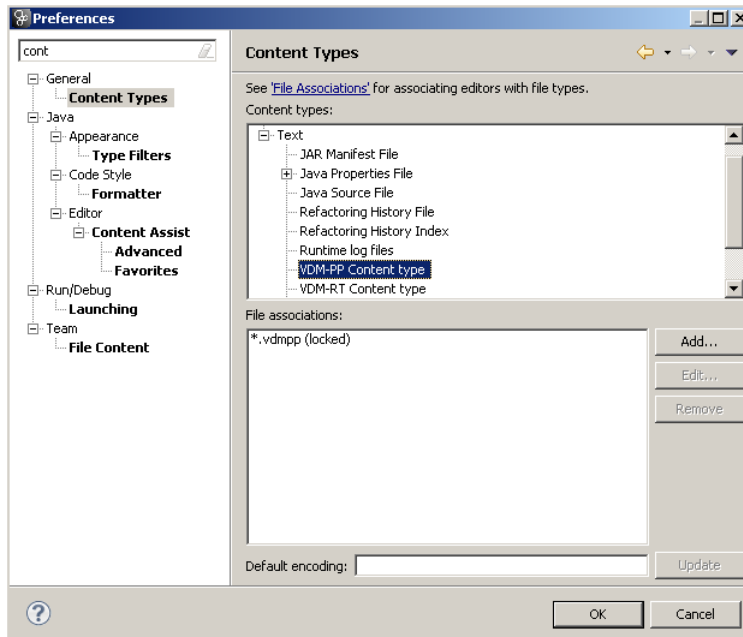 Preferences
cont
General
Content Types
Java
Appearance
Type Filters
Code Style
Formatter
Editor
Content Assist
Advanced
Favorites
Run/Debug
Launching
Team
File Content
Content Types
See 'File Associations' for associating editors with file types.
Content types:
Text
JAR Manifest File
Java Properties File
Java Source File
Refactoring History File
Refactoring History Index
Runtime log files
VDM-PP Content type
VDM-RT Content type
File associations:
*.vdmpp (locked)
Add...
Edit...
Remove
Default encoding:
Update
?
OK
Cancel